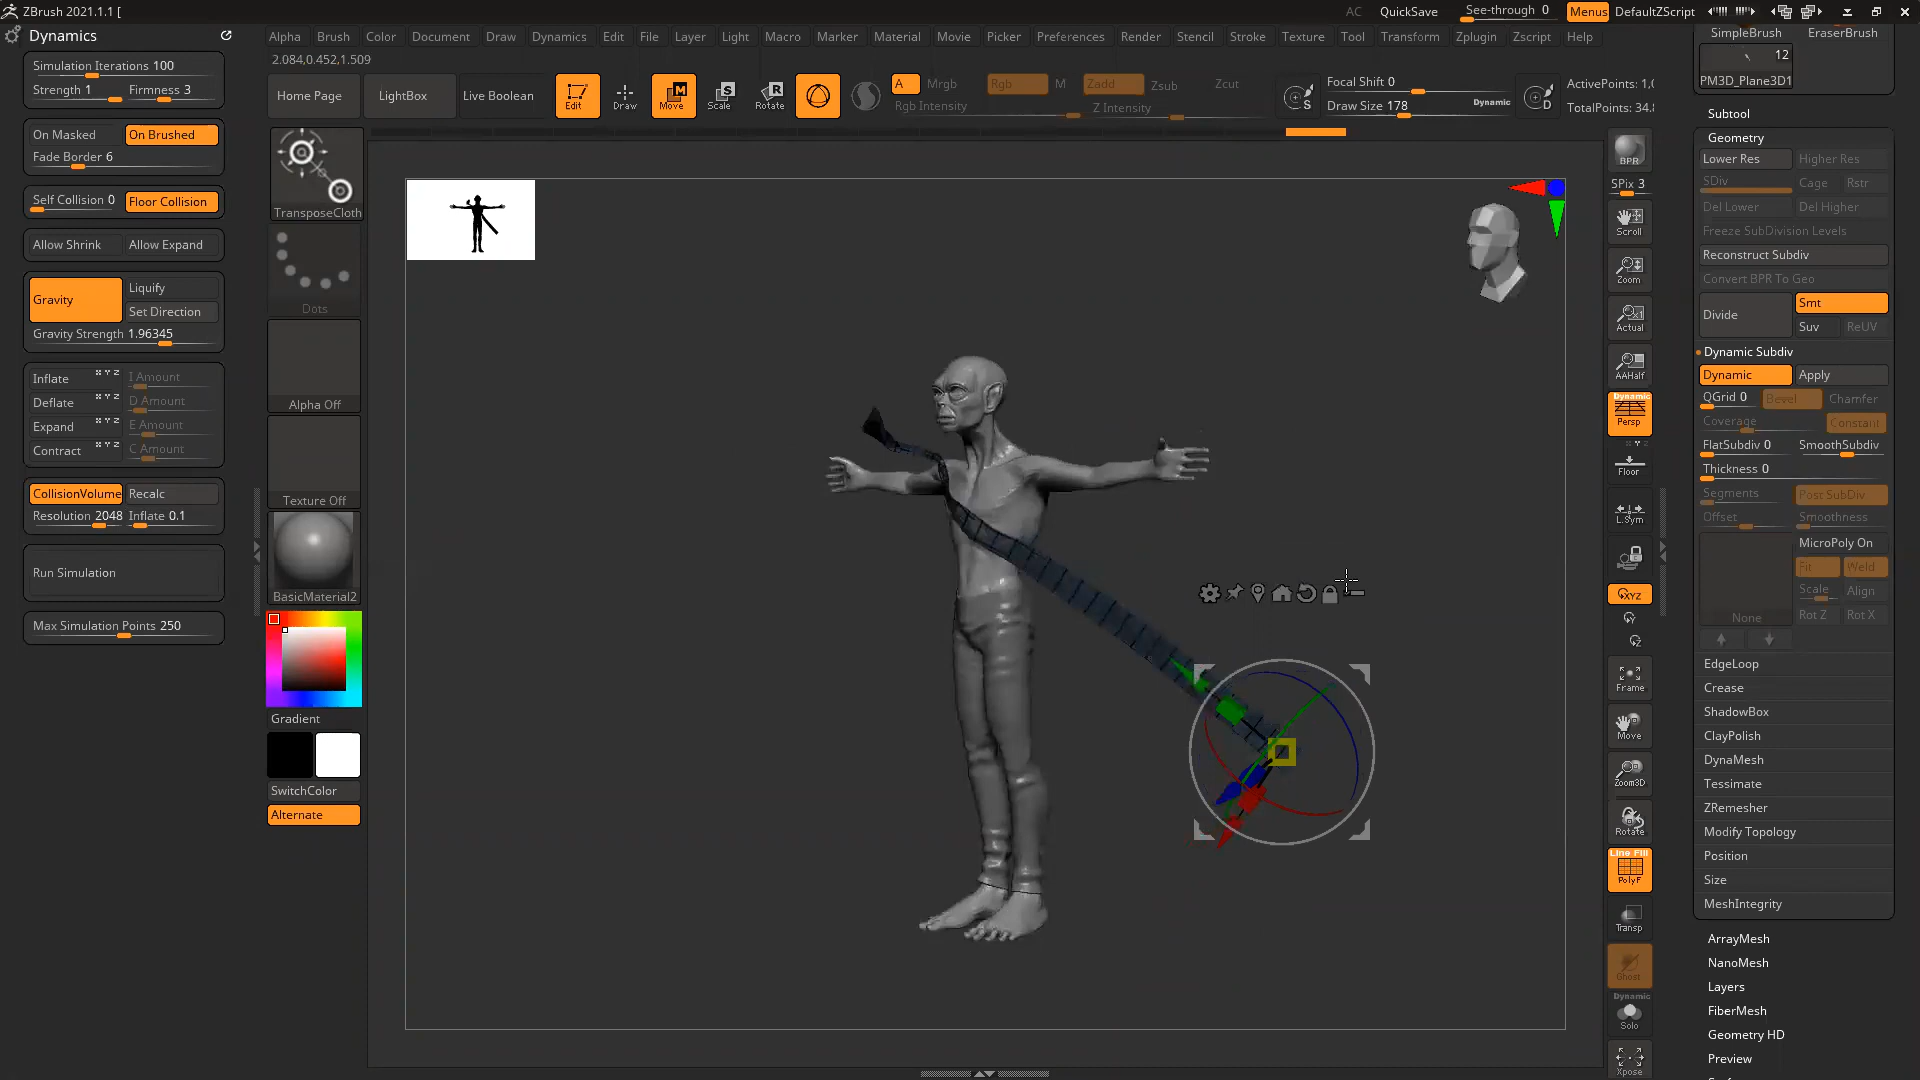 ZBrush 2021.1.1 [
AC
QuickSave
See-through 0
Menus
DefaultZScript
Dynamics
Alpha
Brush
Color
Document
Draw
Dynamics
Edit
File
Layer
Light
Macro
Marker
Material
Movie
Picker
Preferences
Render
Stencil
Stroke
Texture
Tool
Transform
Zplugin
Zscript
Help
2.084,0.452,1.509
Home Page
LightBox
Live Boolean
Edit
Draw
Move
Scale
Rotate
A
Mrgb
Rgb
M
Zadd
Zsub
Zcut
Rgb Intensity
Z Intensity
S
Focal Shift 0
Draw Size 178
Dynamic
D
ActivePoints: 1,0
TotalPoints: 34.8
Simulation Iterations 100
Strength 1
Firmness 3
On Masked
On Brushed
Fade Border 6
Self Collision 0
Floor Collision
Allow Shrink
Allow Expand
Gravity
Liquify
Set Direction
Gravity Strength 1.96345
Inflate
X Y Z
I Amount
Deflate
X Y Z
D Amount
Expand
X Y Z
E Amount
Contract
X Y Z
C Amount
CollisionVolume
Recalc
Resolution 2048
Inflate 0.1
Run Simulation
Max Simulation Points 250
TransposeCloth
Dots
Alpha Off
Texture Off
BasicMaterial2
Gradient
SwitchColor
Alternate
BPR
SPix 3
Scroll
Zoom
Actual
AAHalf
Dynamic
Persp
Floor
L.Sym
XYZ
Frame
Move
Zoom3D
Rotate
Line Fill
PolyF
Transp
Ghost
Dynamic
Solo
Xpose
SimpleBrush
EraserBrush
12
PM3D_Plane3D1
Subtool
Geometry
Lower Res
Higher Res
SDiv
Cage
Rstr
Del Lower
Del Higher
Freeze SubDivision Levels
Reconstruct Subdiv
Convert BPR To Geo
Divide
Smt
Suv
ReUV
Dynamic Subdiv
Dynamic
Apply
QGrid 0
Bevel
Chamfer
Coverage
Constant
FlatSubdiv 0
SmoothSubdiv
Thickness 0
Segments
Post SubDiv
Offset
Smoothness
MicroPoly On
Fit
Weld
Scale
Align
None
Rot Z
Rot X
EdgeLoop
Crease
ShadowBox
ClayPolish
DynaMesh
Tessimate
ZRemesher
Modify Topology
Position
Size
MeshIntegrity
ArrayMesh
NanoMesh
Layers
FiberMesh
Geometry HD
Preview